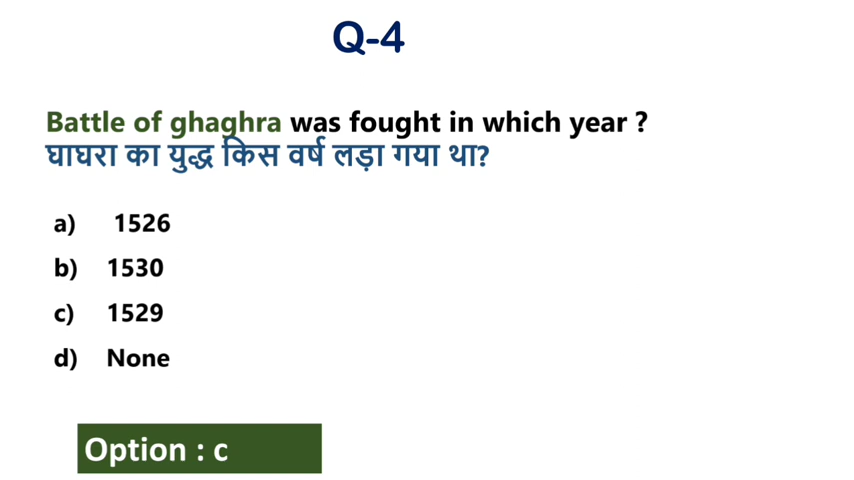 Q-4
Battle of ghaghra was fought in which year ?
घाघरा का युद्ध किस वर्ष लड़ा गया था?
a) 1526
b) 1530
c) 1529
d) None
Option : c